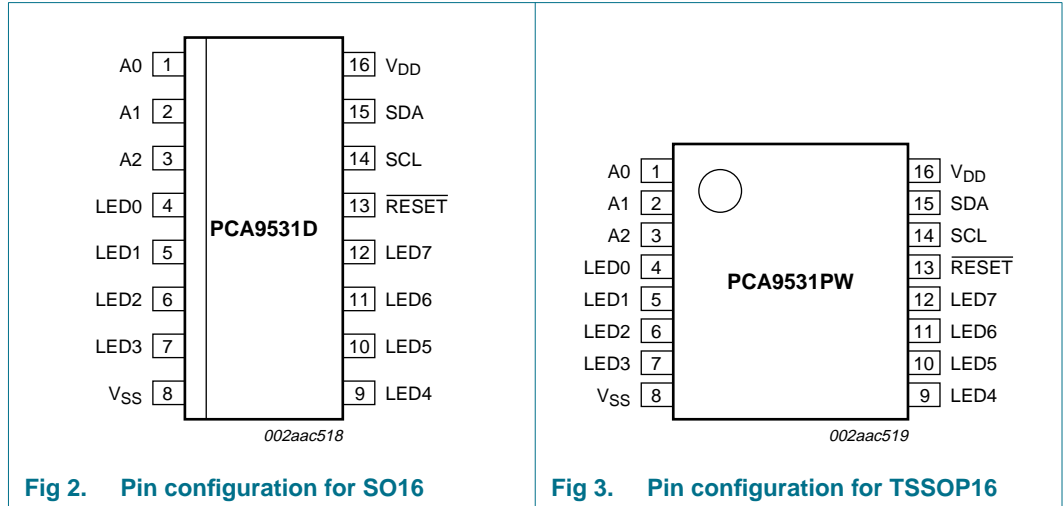 A0 1 16 VDD
A1 2 15 SDA
A2 3 14 SCL
LED0 4 13 RESET
PCA9531D
LED1 5 12 LED7
LED2 6 11 LED6
LED3 7 10 LED5
VSS 8 9 LED4
002aac518
Fig 2. Pin configuration for SO16
A0 1 16 VDD
A1 2 15 SDA
A2 3 14 SCL
LED0 4 13 RESET
PCA9531PW
LED1 5 12 LED7
LED2 6 11 LED6
LED3 7 10 LED5
VSS 8 9 LED4
002aac519
Fig 3. Pin configuration for TSSOP16